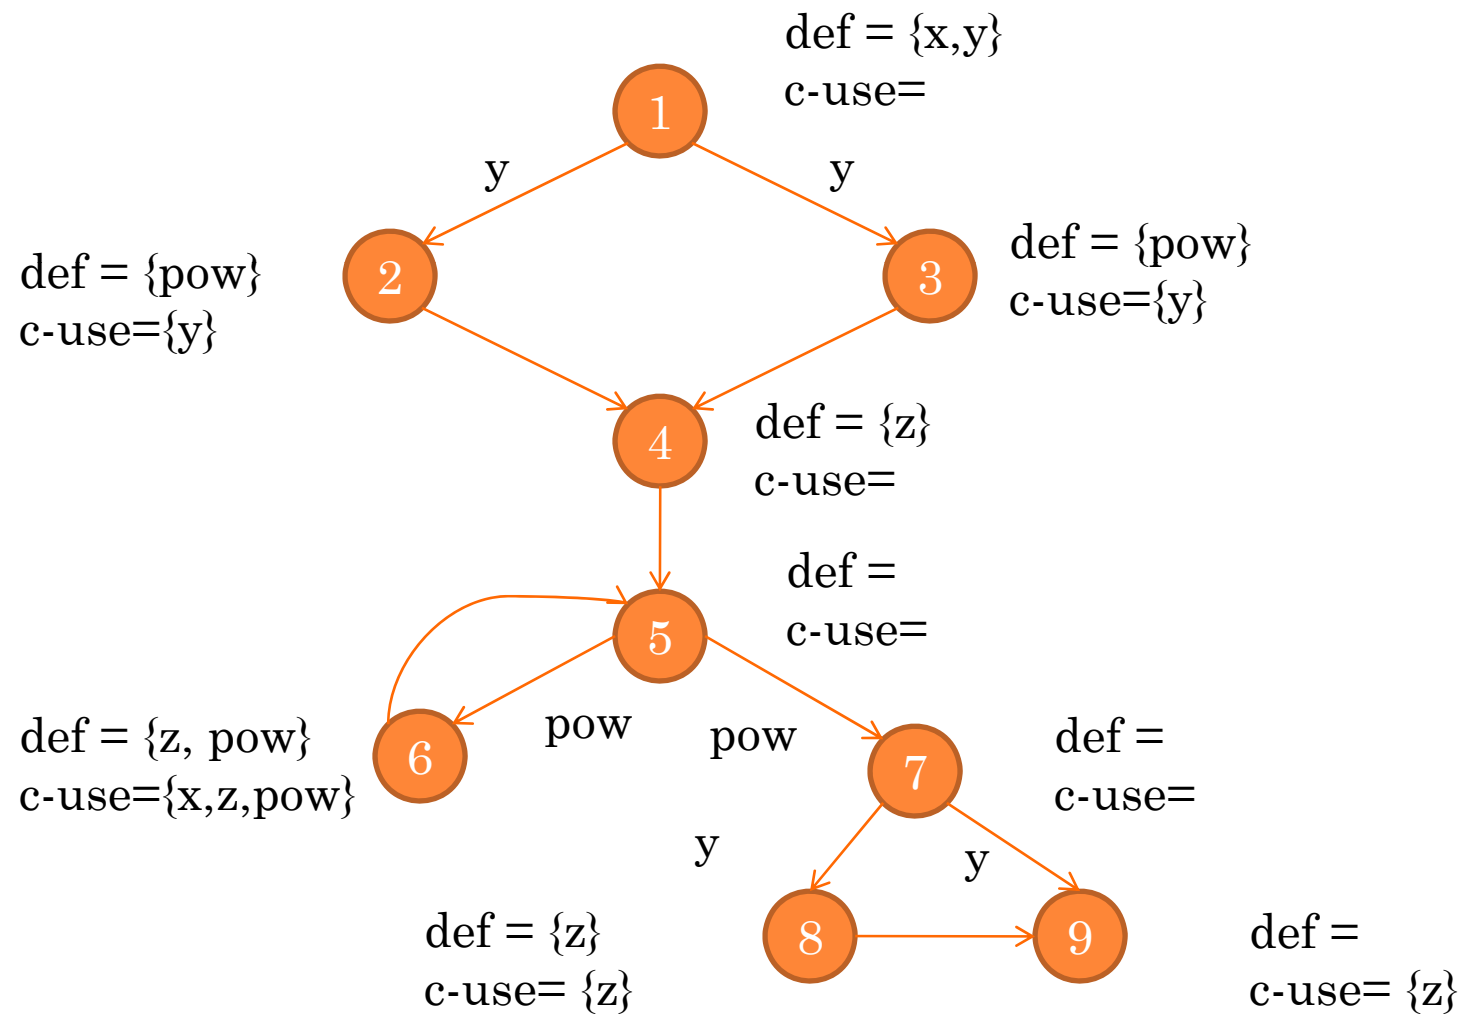 def = {x,y}
c-use=
1
y
y
def = {pow}
c-use={y}
2
3
def = {pow}
c-use={y}
4
def = {z}
c-use=
def =
c-use=
5
pow
pow
def = {z, pow}
c-use={x,z,pow}
6
7
def =
c-use=
y
y
def = {z}
c-use= {z}
8
9
def =
c-use= {z}